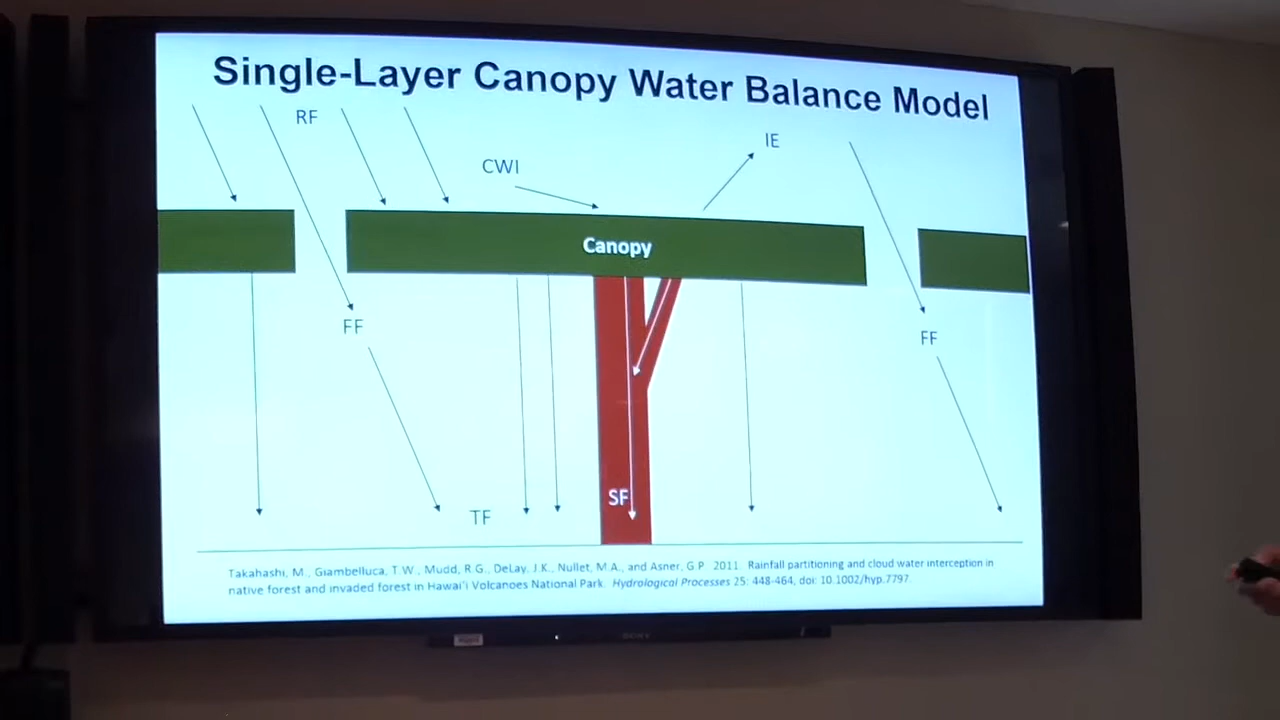 Single-Layer Canopy Water Balance Model
RF
IE
CWI
Canopy
FF
FF
SF
TF
Takahashi, M., Giambelluca, T.W., Mudd, R.G., DeLay, J.K., Nullet, M.A., and Asner, G.P. 2011. Rainfall partitioning and cloud water interception in
native forest and invaded forest in Hawai'i Volcanoes National Park. Hydrological Processes 25: 448-464, doi: 10.1002/hyp.7797.
SONY